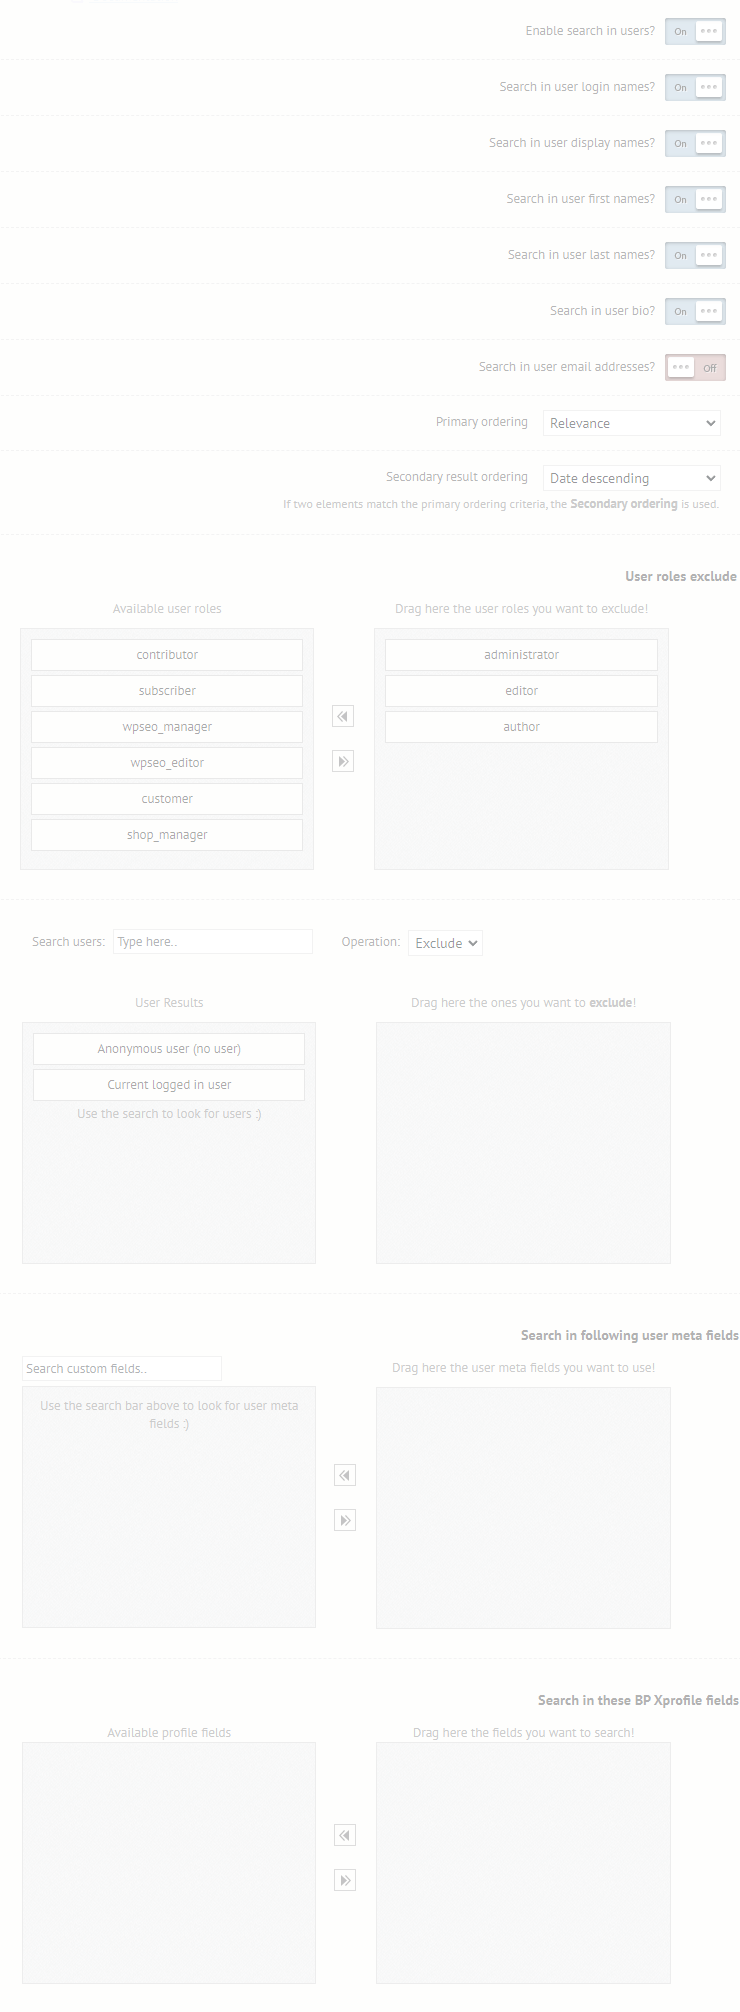 Enable search in users? On
Search in user login names? On
Search in user display names? On
Search in user first names? On
Search in user last names? On
Search in user bio? On
Search in user email addresses? Off
Primary ordering Relevance
Secondary result ordering Date descending
If two elements match the primary ordering criteria, the Secondary ordering is used.
User roles exclude
Available user roles
Drag here the user roles you want to exclude!
contributor
subscriber
wpseo_manager
wpseo_editor
customer
shop_manager
administrator
editor
author
Search users: Type here.. Operation: Exclude
User Results
Drag here the ones you want to exclude!
Anonymous user (no user)
Current logged in user
Use the search to look for users :)
Search in following user meta fields
Search custom fields..
Drag here the user meta fields you want to use!
Use the search bar above to look for user meta
fields :)
Search in these BP Xprofile fields
Available profile fields
Drag here the fields you want to search!